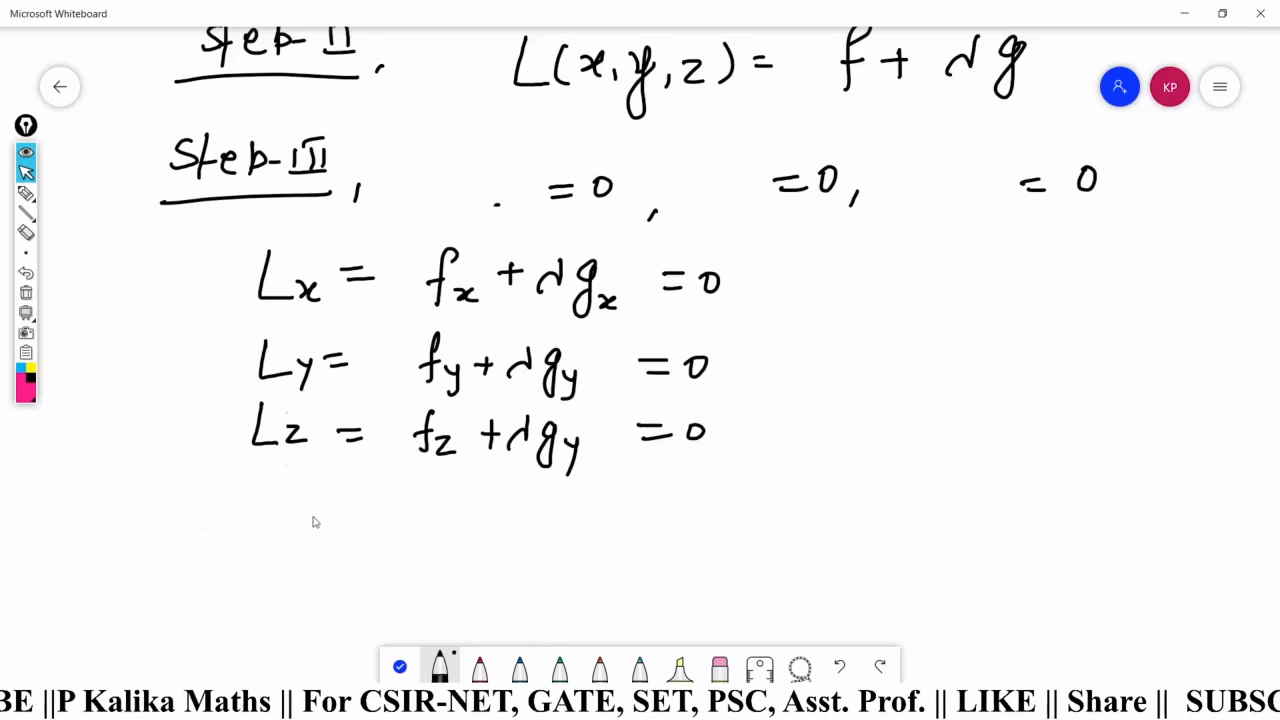 Microsoft Whiteboard
Step-II, L(x, y, z) = f + λg
KP
Step-III, = 0, = 0, = 0
Lx = fx + λgx = 0
Ly = fy + λgy = 0
Lz = fz + λgy = 0
BE ||P Kalika Maths || For CSIR-NET, GATE, SET, PSC, Asst. Prof. || LIKE || Share || SUBSC